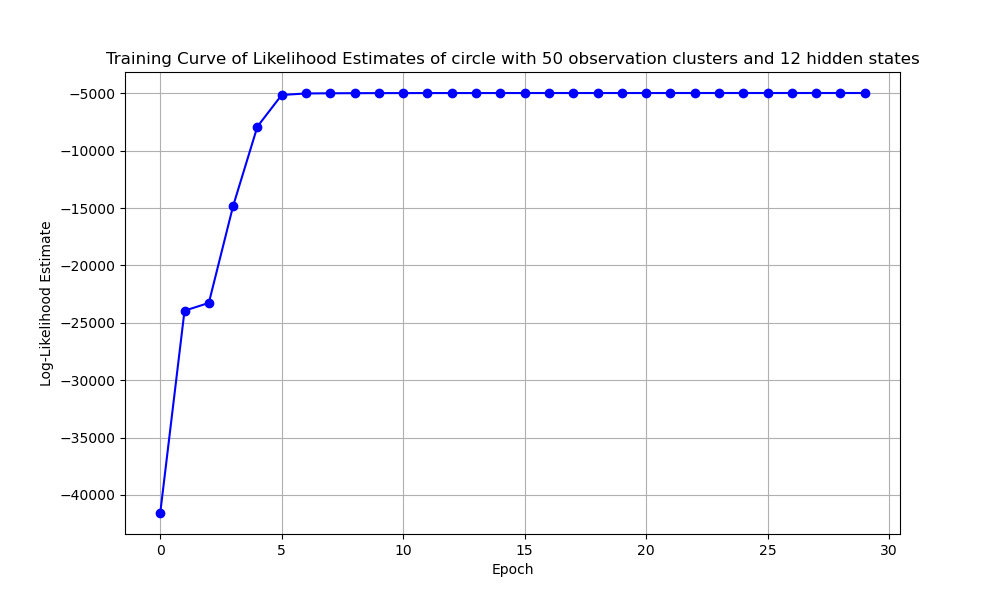 Training Curve of Likelihood Estimates of circle with 50 observation clusters and 12 hidden states
Log-Likelihood Estimate
−5000
−10000
−15000
−20000
−25000
−30000
−35000
−40000
0 5 10 15 20 25 30
Epoch